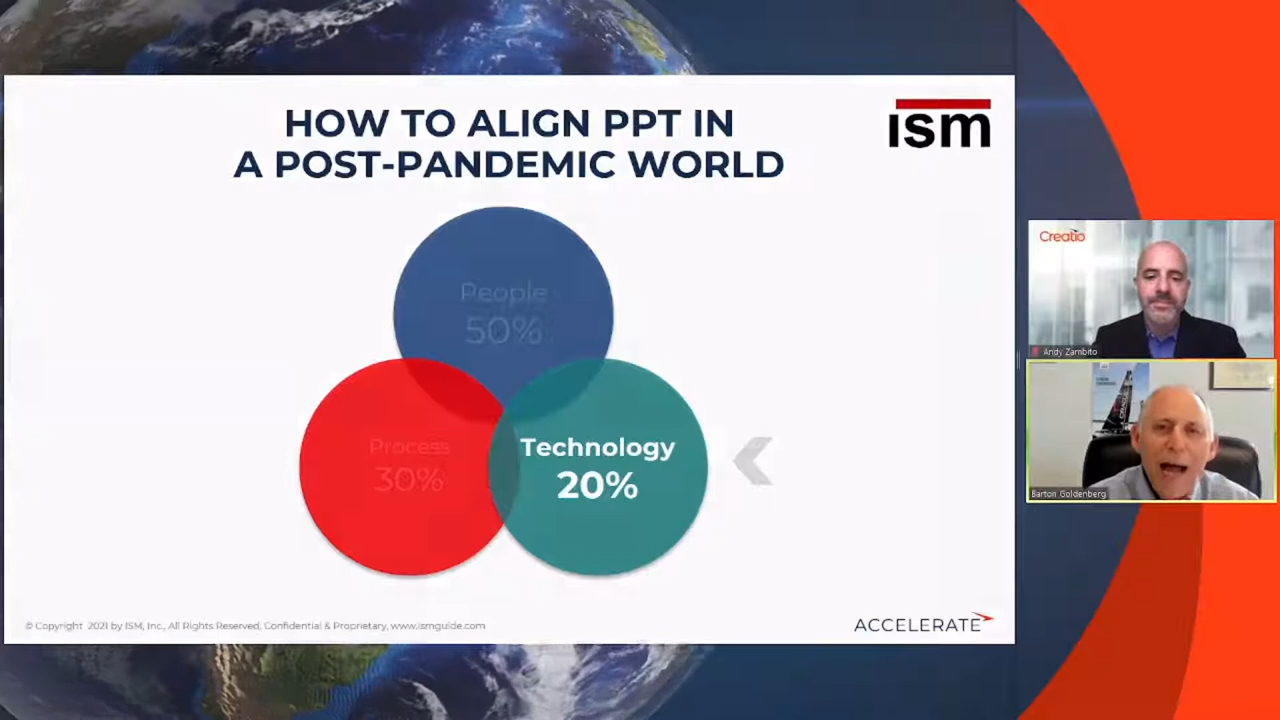 HOW TO ALIGN PPT IN
A POST-PANDEMIC WORLD
ism
People
50%
Process
30%
Technology
20%
© Copyright 2021 by ISM, Inc., All Rights Reserved, Confidential & Proprietary, www.ismguide.com
ACCELERATE
Creatio
Andy Zambito
ORACLE
Barton Goldenberg